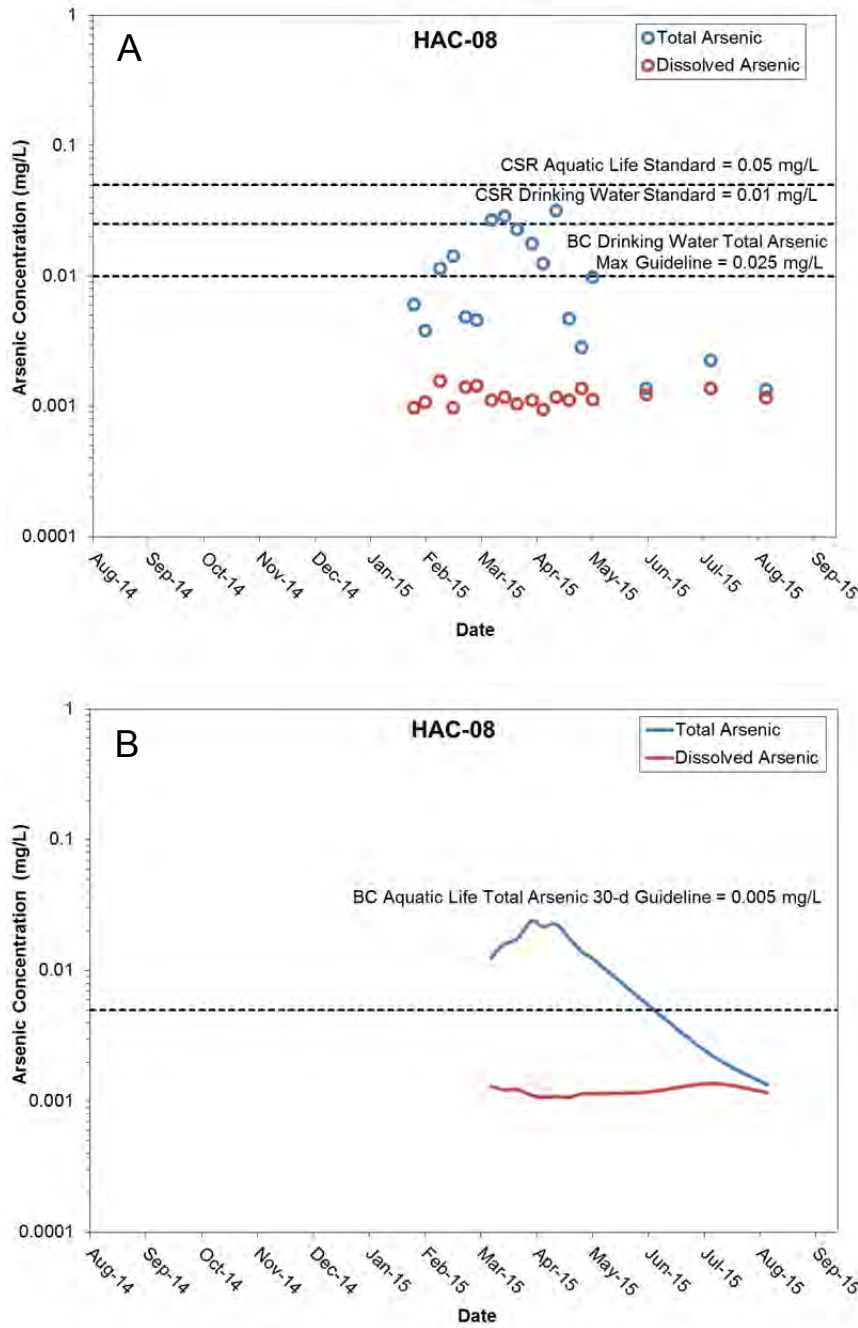 A
HAC-08
Total Arsenic
Dissolved Arsenic
1
0.1
0.01
0.001
0.0001
Arsenic Concentration (mg/L)
CSR Aquatic Life Standard = 0.05 mg/L
CSR Drinking Water Standard = 0.01 mg/L
BC Drinking Water Total Arsenic
Max Guideline = 0.025 mg/L
Aug-14
Sep-14
Oct-14
Nov-14
Dec-14
Jan-15
Feb-15
Mar-15
Apr-15
May-15
Jun-15
Jul-15
Aug-15
Sep-15
Date
B
HAC-08
Total Arsenic
Dissolved Arsenic
1
0.1
0.01
0.001
0.0001
Arsenic Concentration (mg/L)
BC Aquatic Life Total Arsenic 30-d Guideline = 0.005 mg/L
Aug-14
Sep-14
Oct-14
Nov-14
Dec-14
Jan-15
Feb-15
Mar-15
Apr-15
May-15
Jun-15
Jul-15
Aug-15
Sep-15
Date